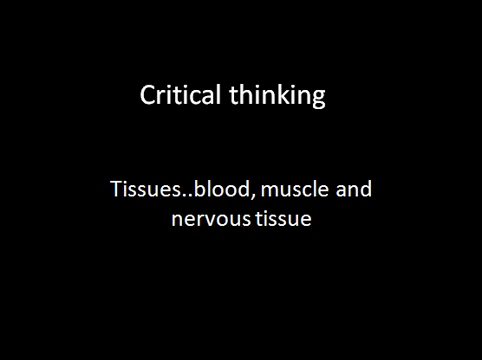 Critical thinking
Tissues..blood, muscle and
nervous tissue